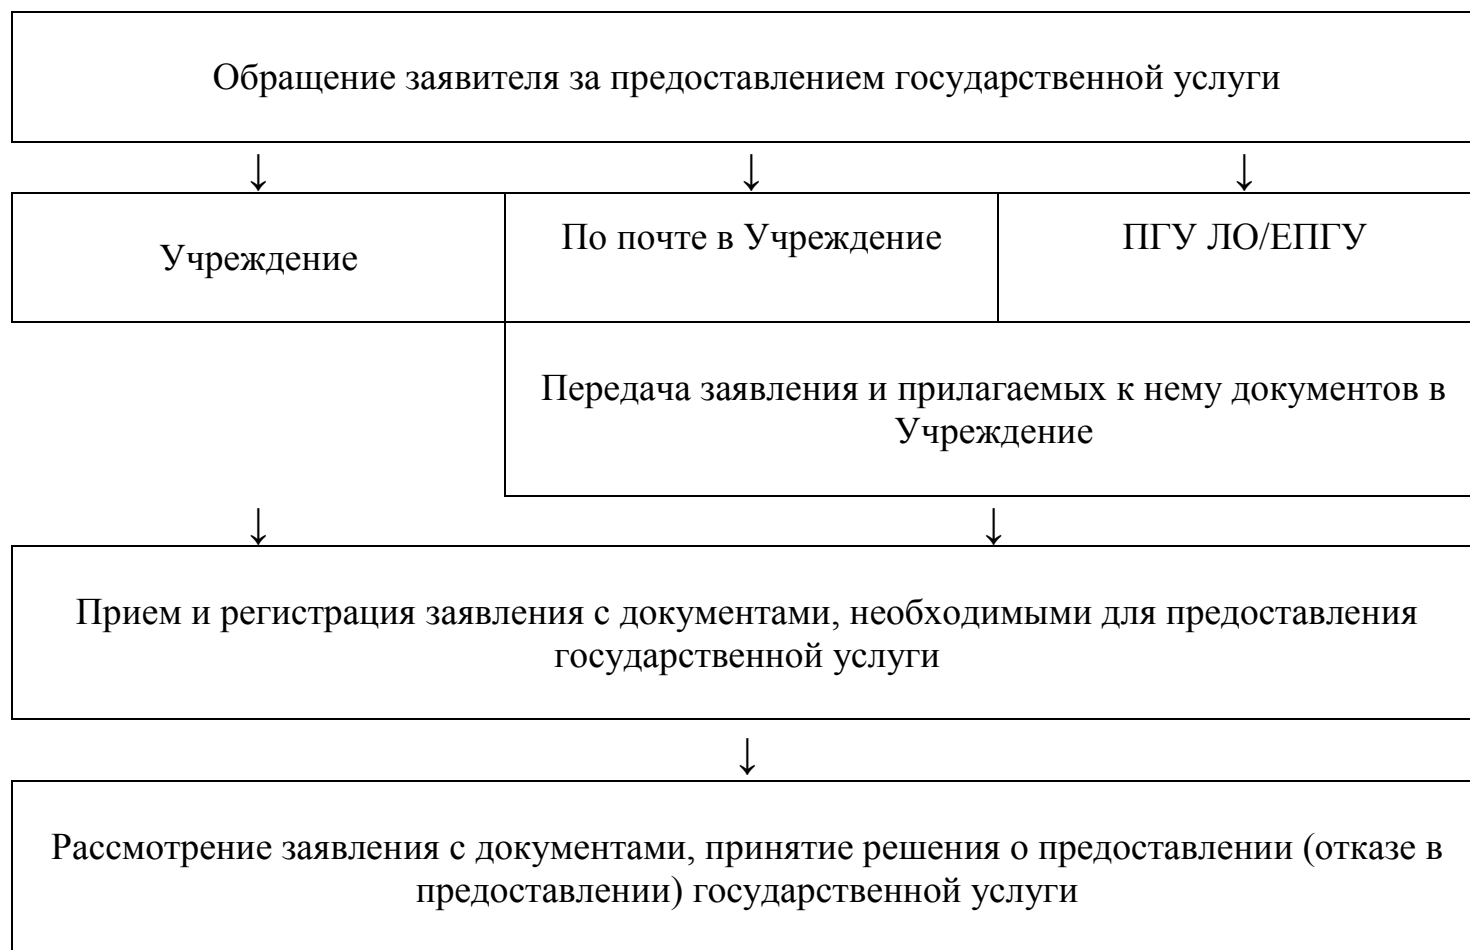 Обращение заявителя за предоставлением государственной услуги
↓ ↓ ↓
Учреждение
По почте в Учреждение
ПГУ ЛО/ЕПГУ
Передача заявления и прилагаемых к нему документов в
Учреждение
↓ ↓
Прием и регистрация заявления с документами, необходимыми для предоставления
государственной услуги
↓
Рассмотрение заявления с документами, принятие решения о предоставлении (отказе в
предоставлении) государственной услуги